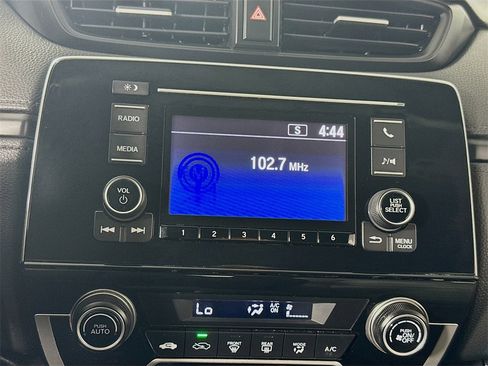 S 4:44
RADIO
102.7 MHz
MEDIA
VOL
LIST
PUSH
SELECT
1 2 3 4 5 6
MENU
CLOCK
Lo
A/C
ON
PUSH
AUTO
PUSH
ON/
OFF
FRONT
REAR
MODE
A/C